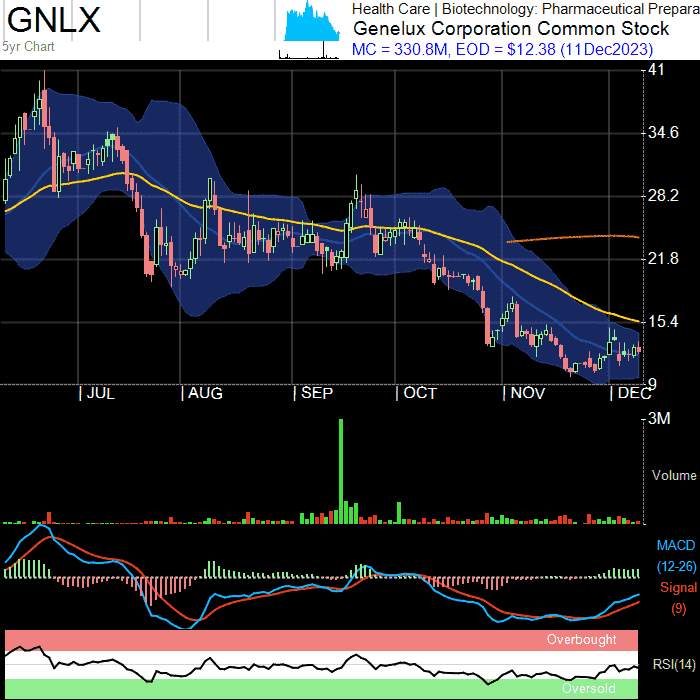 GNLX
5yr Chart
Health Care | Biotechnology: Pharmaceutical Prepara
Genelux Corporation Common Stock
MC = 330.8M, EOD = $12.38 (11Dec2023)
41
34.6
28.2
21.8
15.4
9
| JUL | AUG | SEP | OCT | NOV | DEC
3M
Volume
MACD
(12-26)
Signal
(9)
Overbought
RSI(14)
Oversold